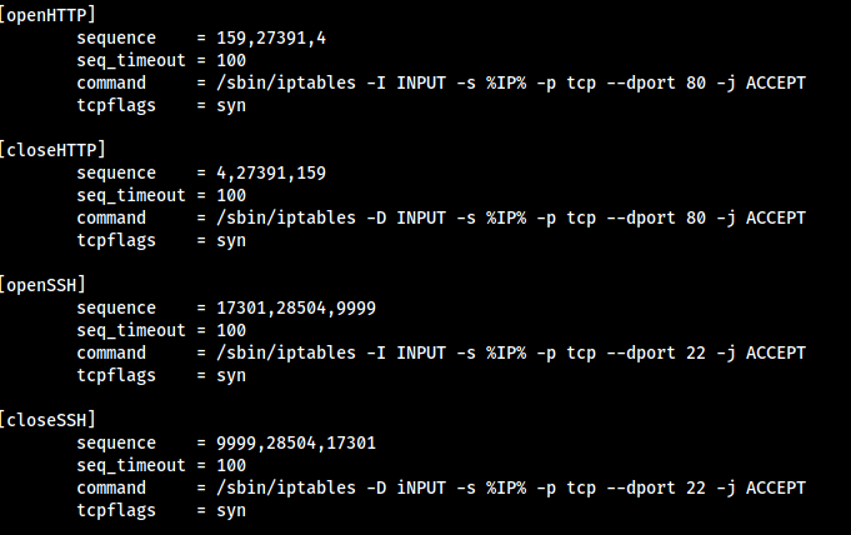 [openHTTP]
sequence = 159,27391,4
seq_timeout = 100
command = /sbin/iptables -I INPUT -s %IP% -p tcp --dport 80 -j ACCEPT
tcpflags = syn
[closeHTTP]
sequence = 4,27391,159
seq_timeout = 100
command = /sbin/iptables -D INPUT -s %IP% -p tcp --dport 80 -j ACCEPT
tcpflags = syn
[openSSH]
sequence = 17301,28504,9999
seq_timeout = 100
command = /sbin/iptables -I INPUT -s %IP% -p tcp --dport 22 -j ACCEPT
tcpflags = syn
[closeSSH]
sequence = 9999,28504,17301
seq_timeout = 100
command = /sbin/iptables -D iNPUT -s %IP% -p tcp --dport 22 -j ACCEPT
tcpflags = syn